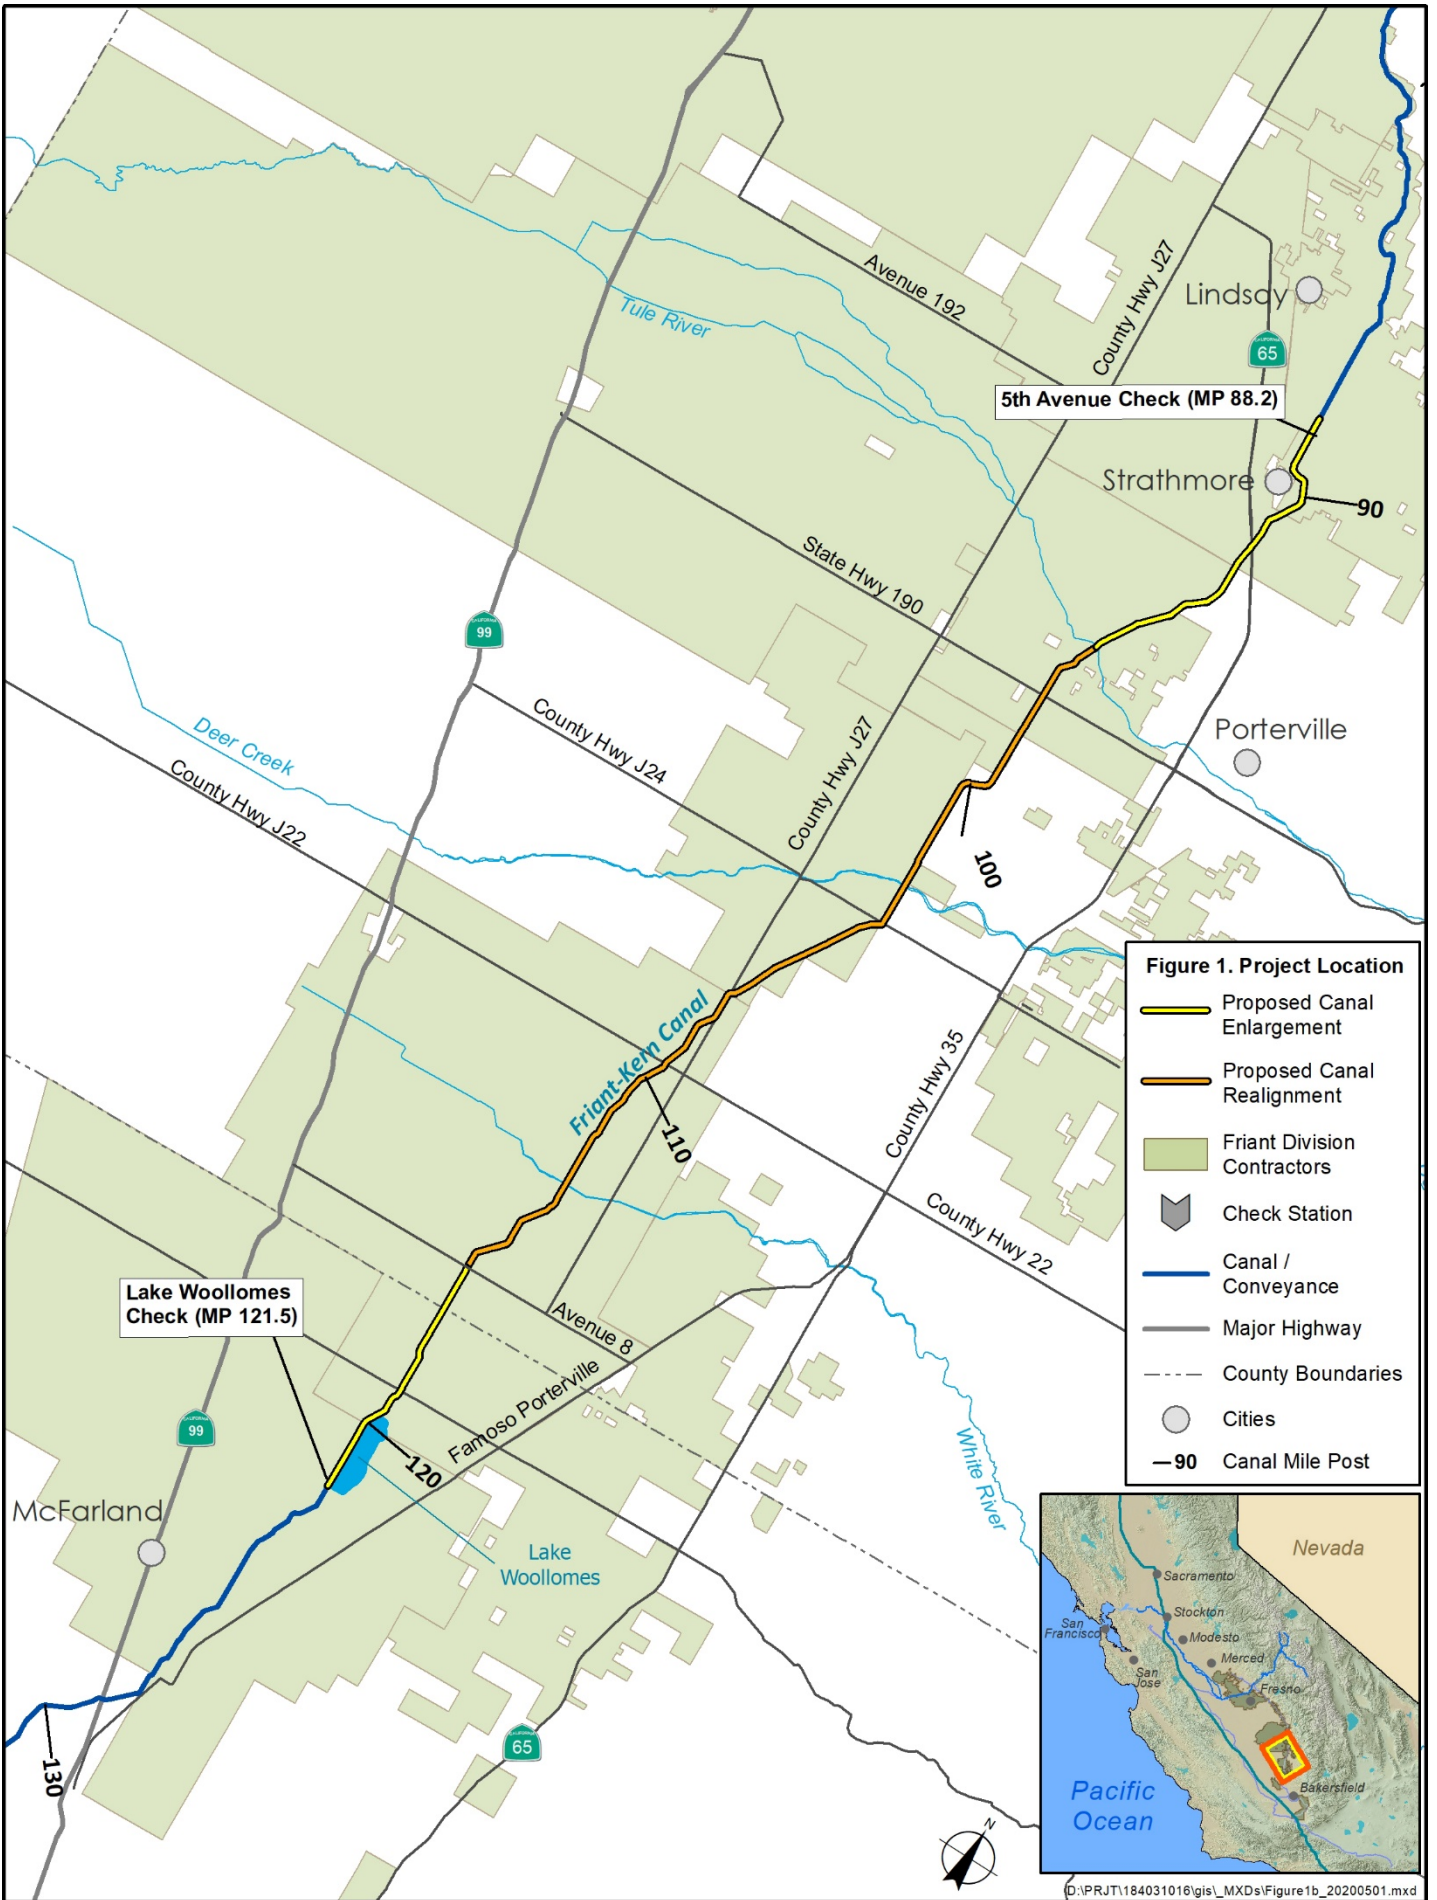 Avenue 192
County Hwy J27
Lindsay
CALIFORNIA
65
Tule River
5th Avenue Check (MP 88.2)
Strathmore
90
State Hwy 190
CALIFORNIA
99
Deer Creek
County Hwy J22
County Hwy J24
County Hwy J27
Porterville
100
Friant-Kern Canal
110
County Hwy 35
County Hwy 22
Lake Woollomes
Check (MP 121.5)
Avenue 8
Famoso Porterville
CALIFORNIA
99
120
White River
McFarland
Lake
Woollomes
130
CALIFORNIA
65
N
Figure 1. Project Location
Proposed Canal
Enlargement
Proposed Canal
Realignment
Friant Division
Contractors
Check Station
Canal /
Conveyance
Major Highway
County Boundaries
Cities
90
Canal Mile Post
Nevada
Sacramento
Stockton
San
Francisco
Modesto
Merced
San
Jose
Fresno
Bakersfield
Pacific
Ocean
D:\PRJT\184031016\gis\_MXDs\Figure1b_20200501.mxd